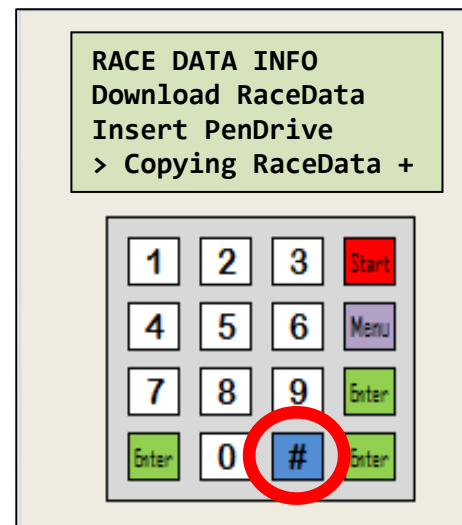 RACE DATA INFO
Download RaceData
Insert PenDrive
> Copying RaceData +
1 2 3 Start
4 5 6 Menu
7 8 9 Enter
Enter 0 # Enter